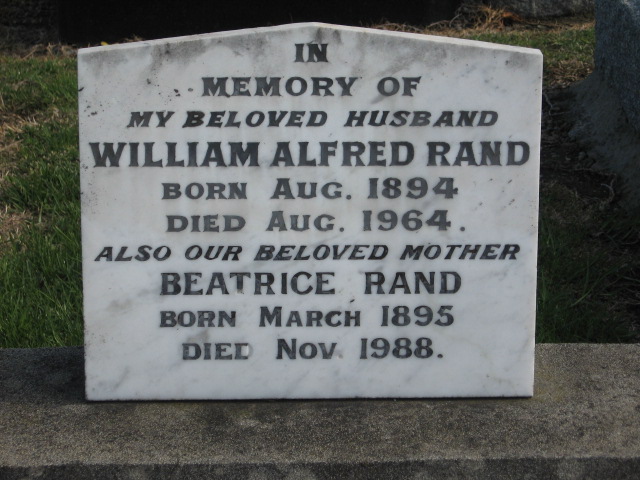 IN
MEMORY OF
MY BELOVED HUSBAND
WILLIAM ALFRED RAND
BORN AUG. 1894
DIED AUG. 1964.
ALSO OUR BELOVED MOTHER
BEATRICE RAND
BORN MARCH 1895
DIED NOV. 1988.